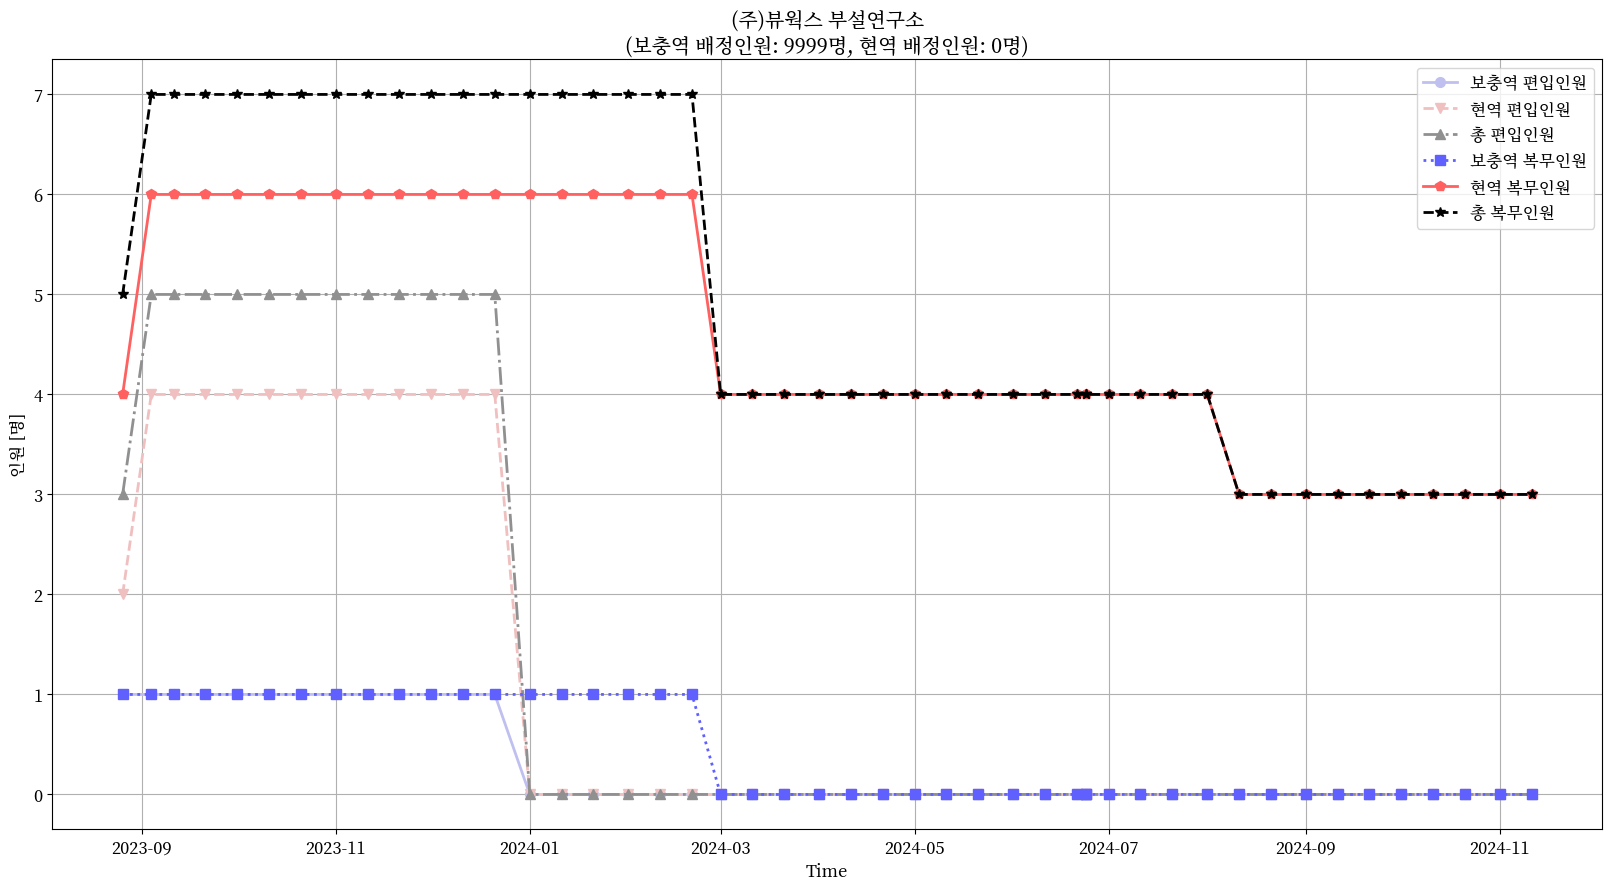 (주)뷰웍스 부설연구소
(보충역 배정인원: 9999명, 현역 배정인원: 0명)
보충역 편입인원
현역 편입인원
총 편입인원
보충역 복무인원
현역 복무인원
총 복무인원
인원 [명]
7
6
5
4
3
2
1
0
2023-09 2023-11 2024-01 2024-03 2024-05 2024-07 2024-09 2024-11
Time